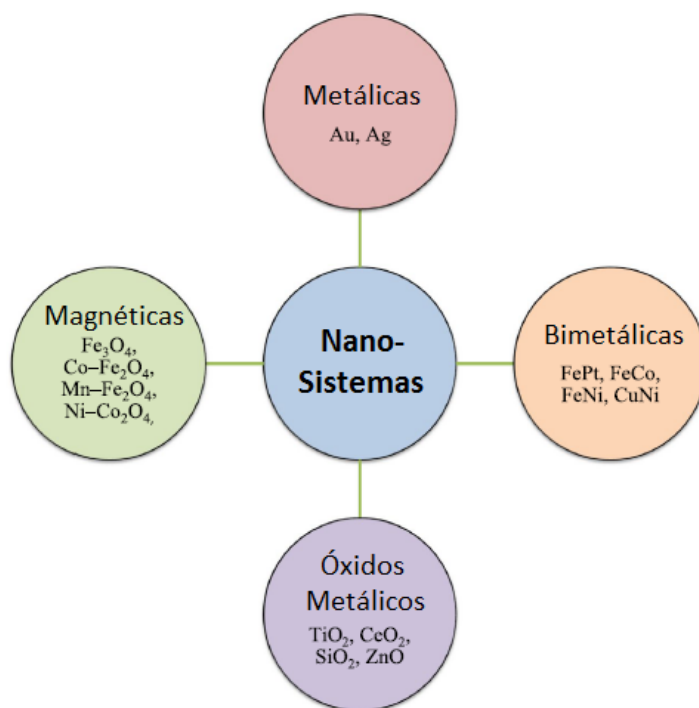 Metálicas
Au, Ag
Magnéticas
Fe₃O₄,
Co–Fe₂O₄,
Mn–Fe₂O₄,
Ni–Co₂O₄,
Nano-
Sistemas
Bimetálicas
FePt, FeCo,
FeNi, CuNi
Óxidos
Metálicos
TiO₂, CeO₂,
SiO₂, ZnO